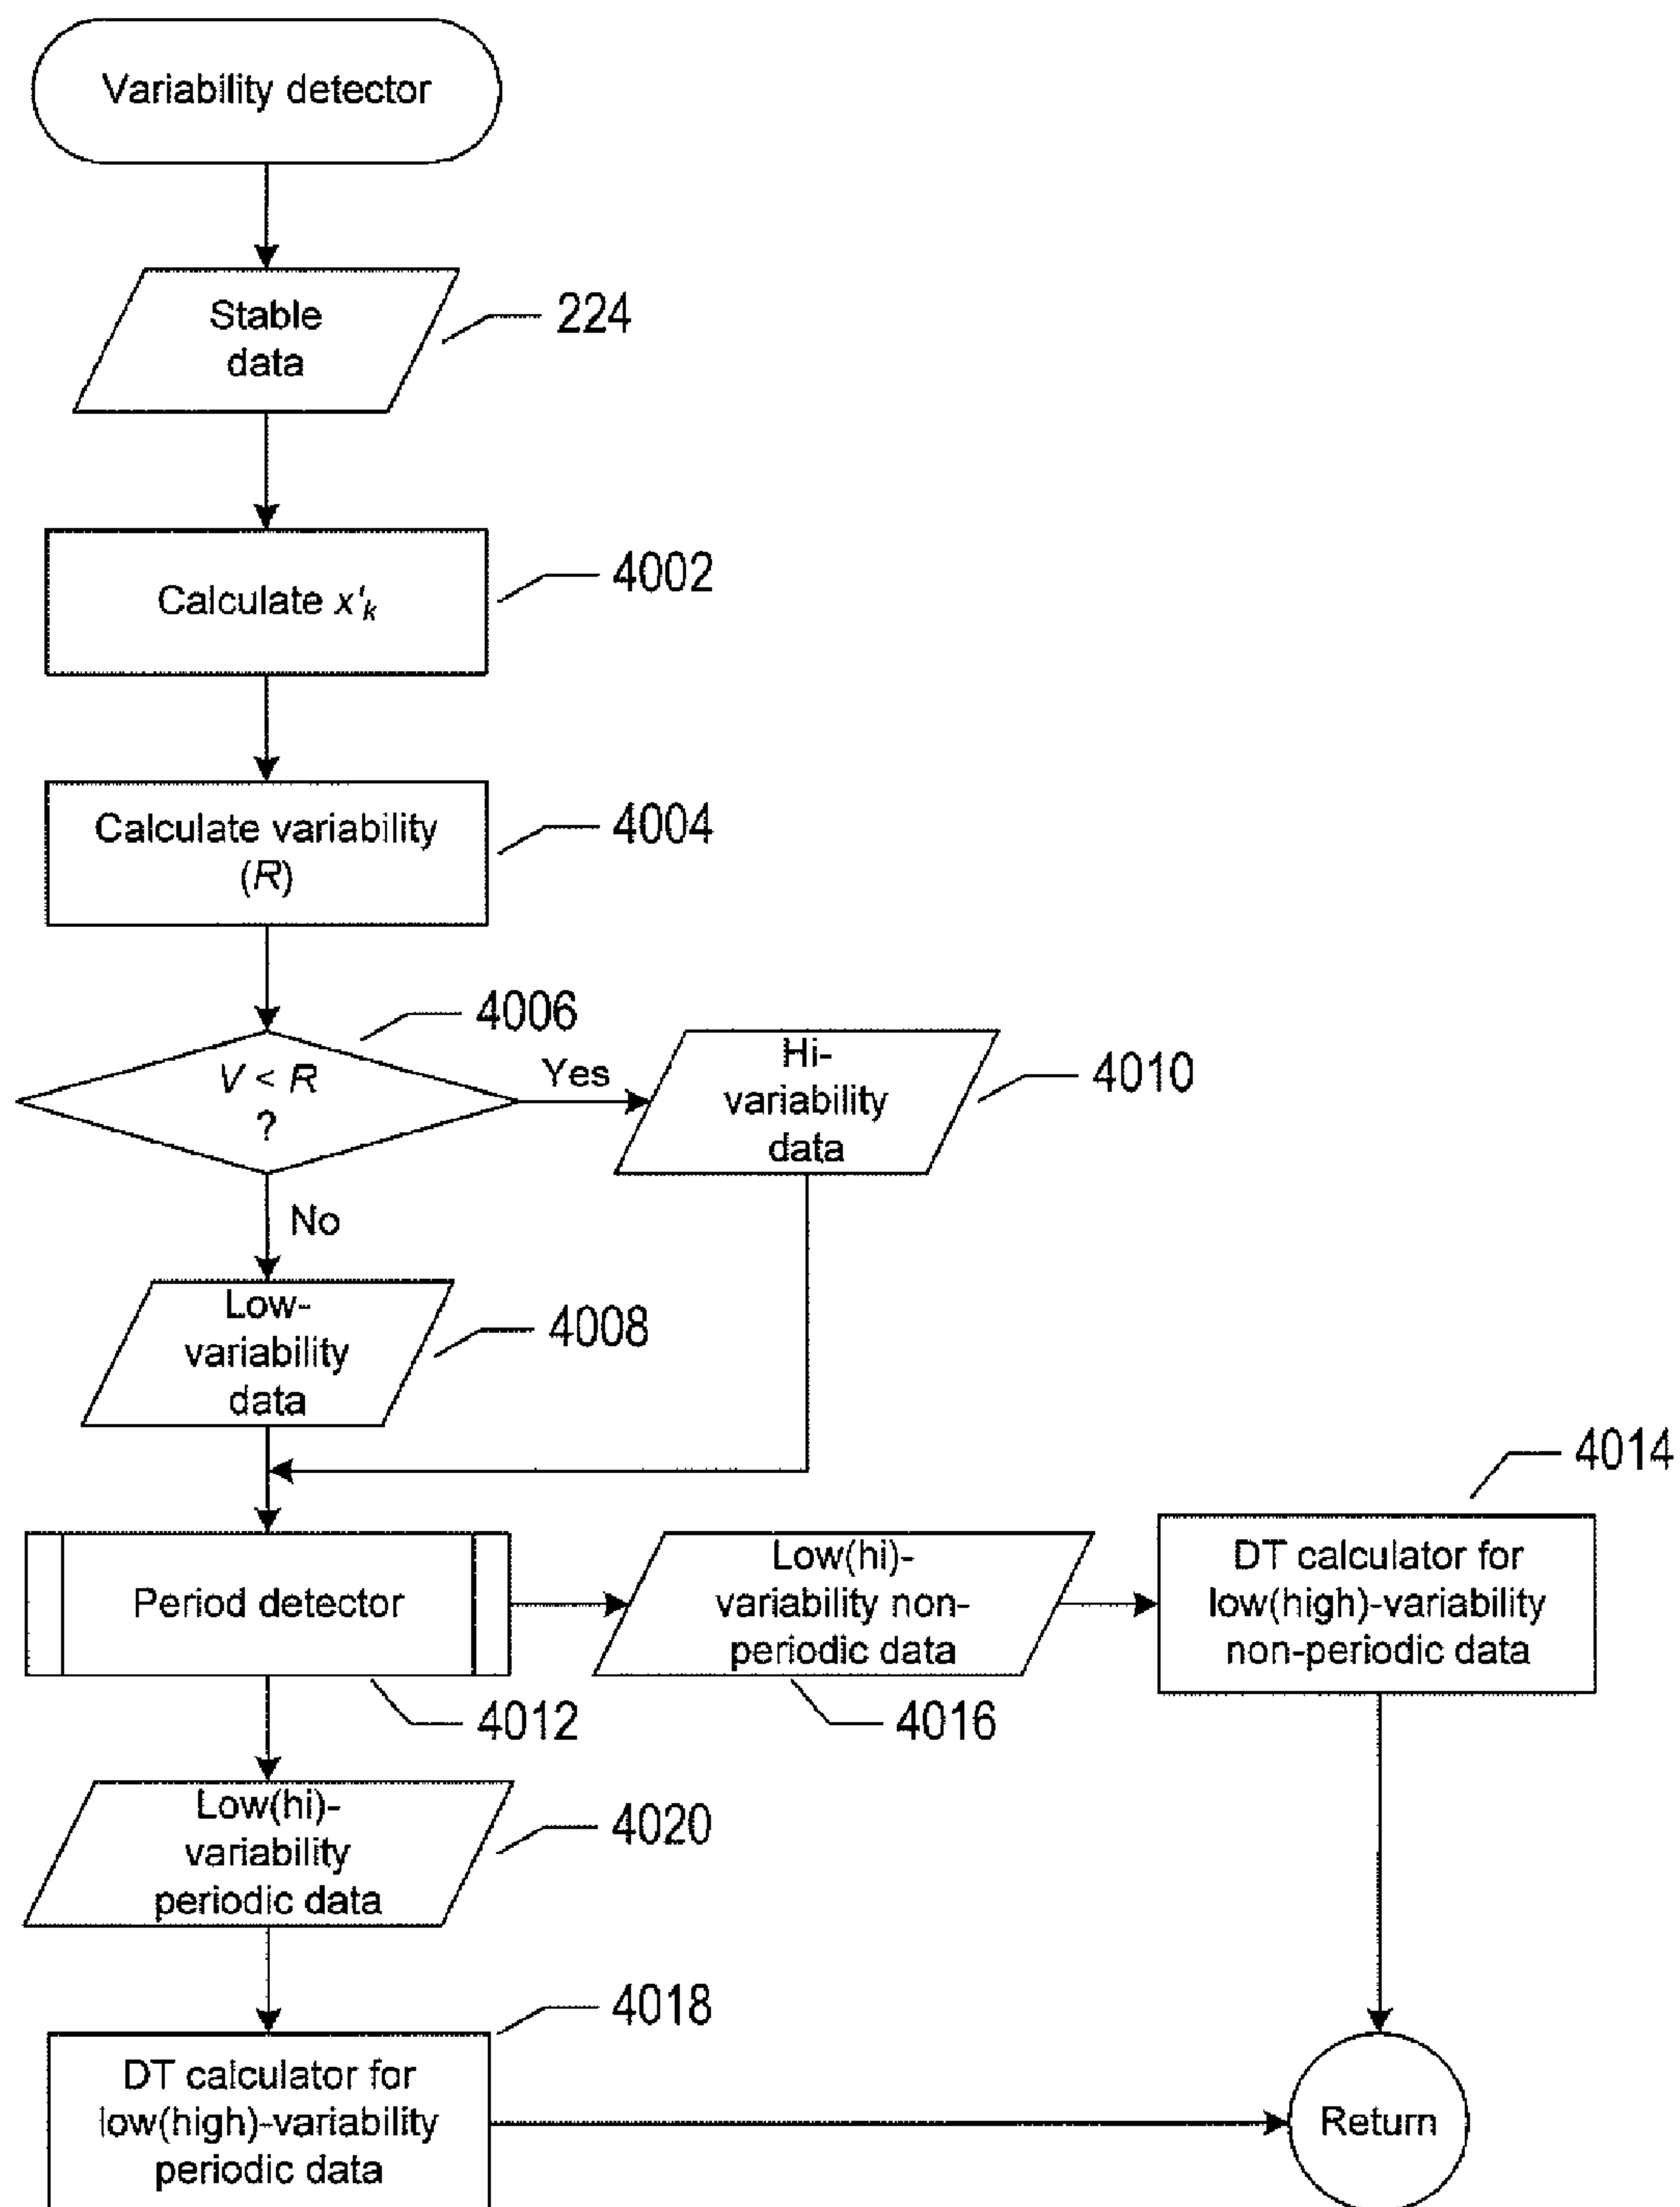 Variability detector
Stable
data
224
Calculate x'k
4002
Calculate variability
(R)
4004
V < R
?
4006
Yes
Hi-
variability
data
4010
No
Low-
variability
data
4008
Period detector
4012
Low(hi)-
variability non-
periodic data
4016
DT calculator for
low(high)-variability
non-periodic data
4014
Low(hi)-
variability
periodic data
4020
DT calculator for
low(high)-variability
periodic data
4018
Return